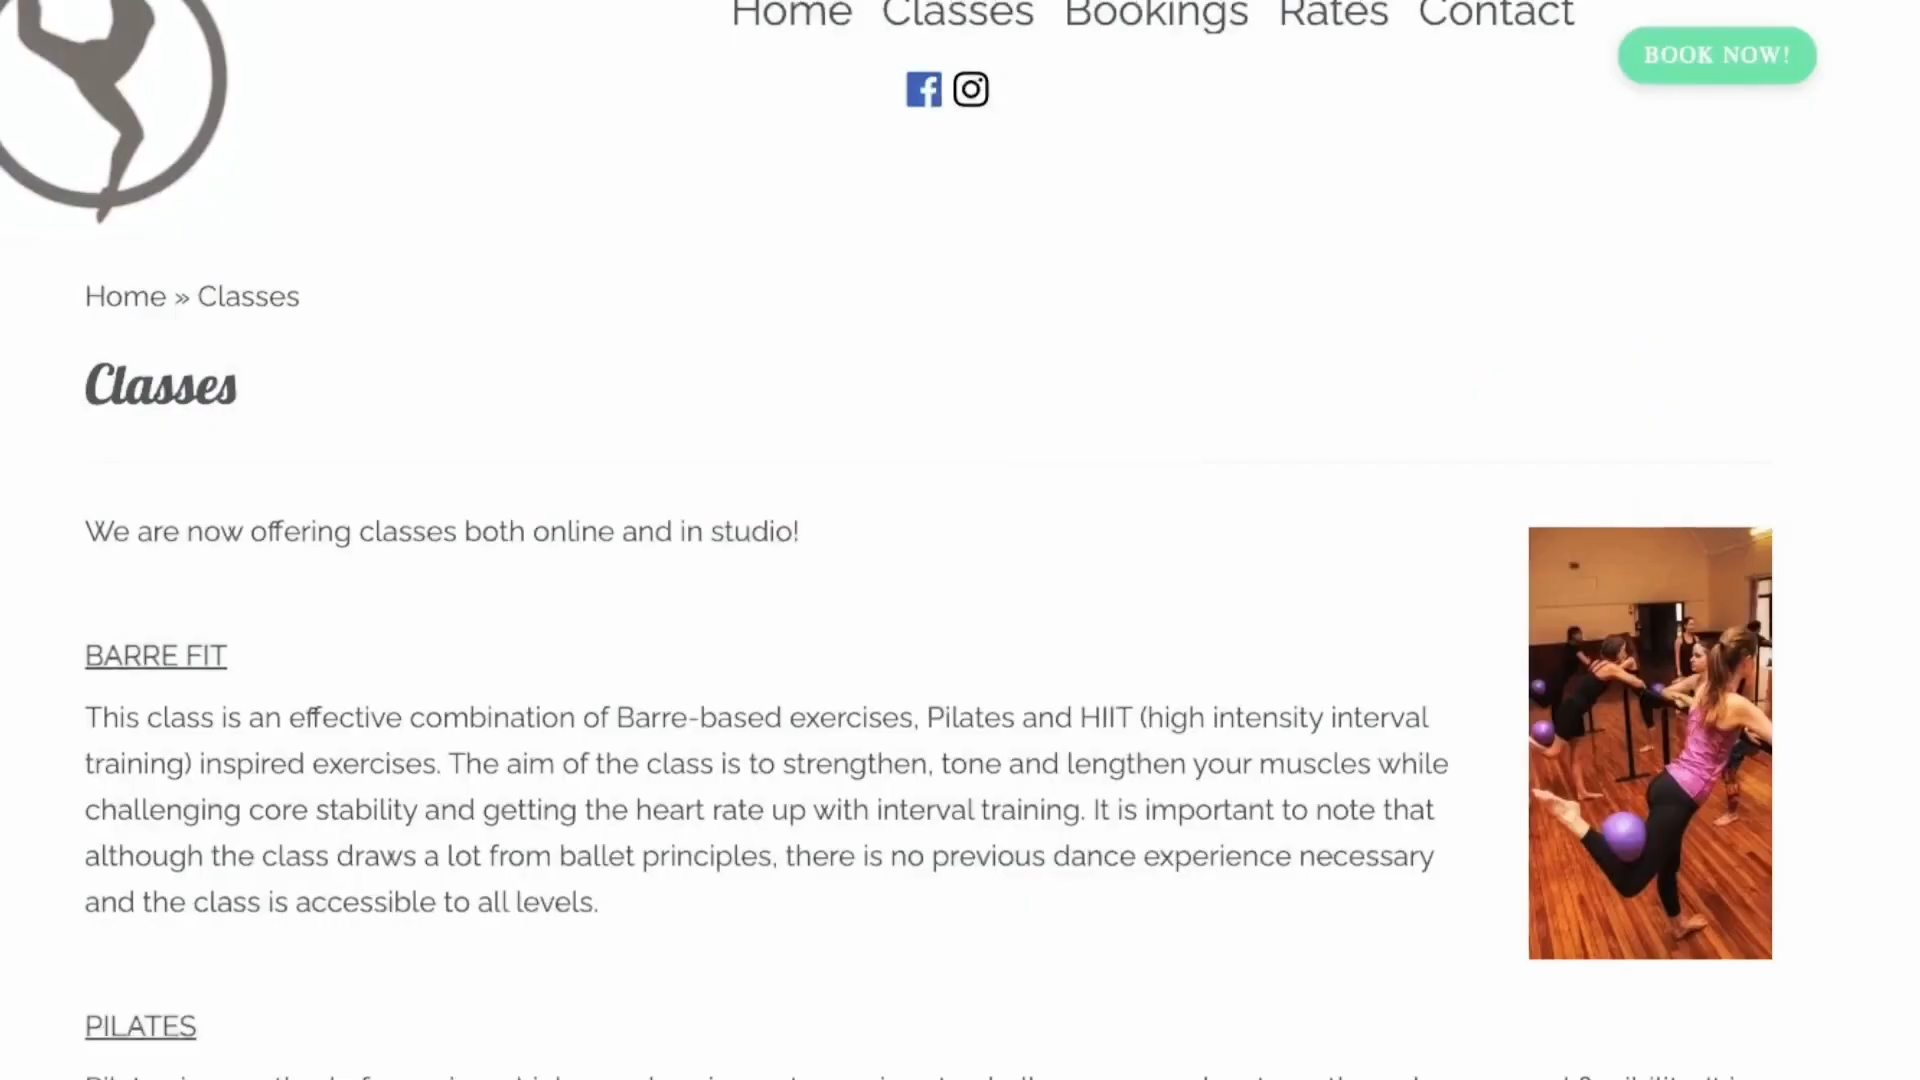 Home Classes Bookings Rates Contact
BOOK NOW!
Home » Classes
Classes
We are now offering classes both online and in studio!
BARRE FIT
This class is an effective combination of Barre-based exercises, Pilates and HIIT (high intensity interval
training) inspired exercises. The aim of the class is to strengthen, tone and lengthen your muscles while
challenging core stability and getting the heart rate up with interval training. It is important to note that
although the class draws a lot from ballet principles, there is no previous dance experience necessary
and the class is accessible to all levels.
PILATES